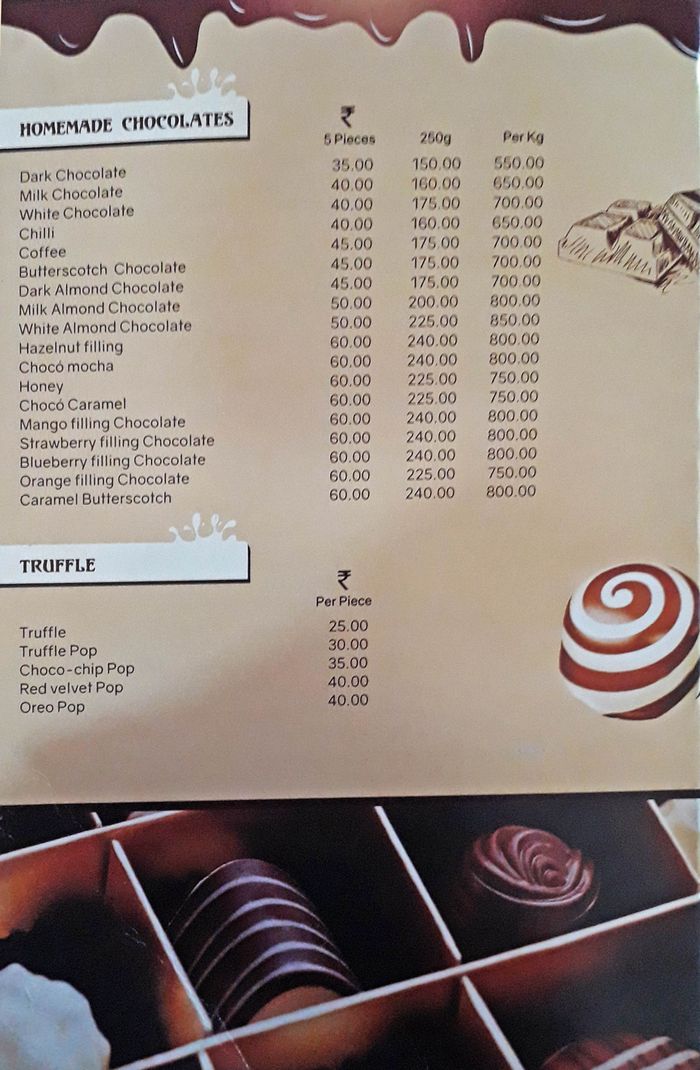 HOMEMADE CHOCOLATES ₹
5 Pieces 250g Per Kg
Dark Chocolate 35.00 150.00 550.00
Milk Chocolate 40.00 160.00 650.00
White Chocolate 40.00 175.00 700.00
Chilli 40.00 160.00 650.00
Coffee 45.00 175.00 700.00
Butterscotch Chocolate 45.00 175.00 700.00
Dark Almond Chocolate 45.00 175.00 700.00
Milk Almond Chocolate 50.00 200.00 800.00
White Almond Chocolate 50.00 225.00 850.00
Hazelnut filling 60.00 240.00 800.00
Chocó mocha 60.00 240.00 800.00
Honey 60.00 225.00 750.00
Chocó Caramel 60.00 225.00 750.00
Mango filling Chocolate 60.00 240.00 800.00
Strawberry filling Chocolate 60.00 240.00 800.00
Blueberry filling Chocolate 60.00 240.00 800.00
Orange filling Chocolate 60.00 225.00 750.00
Caramel Butterscotch 60.00 240.00 800.00
TRUFFLE ₹
Per Piece
Truffle 25.00
Truffle Pop 30.00
Choco-chip Pop 35.00
Red velvet Pop 40.00
Oreo Pop 40.00